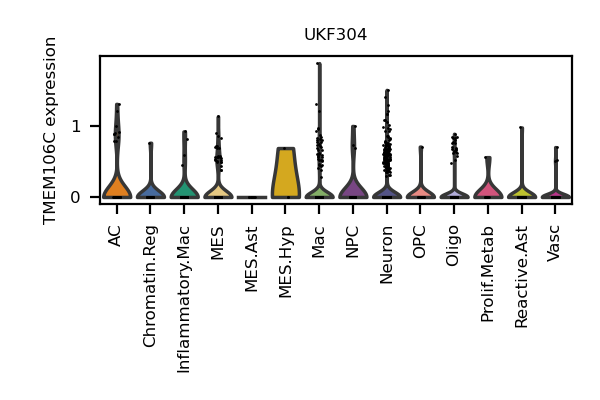 UKF304
TMEM106C expression
1
0
AC
Chromatin.Reg
Inflammatory.Mac
MES
MES.Ast
MES.Hyp
Mac
NPC
Neuron
OPC
Oligo
Prolif.Metab
Reactive.Ast
Vasc